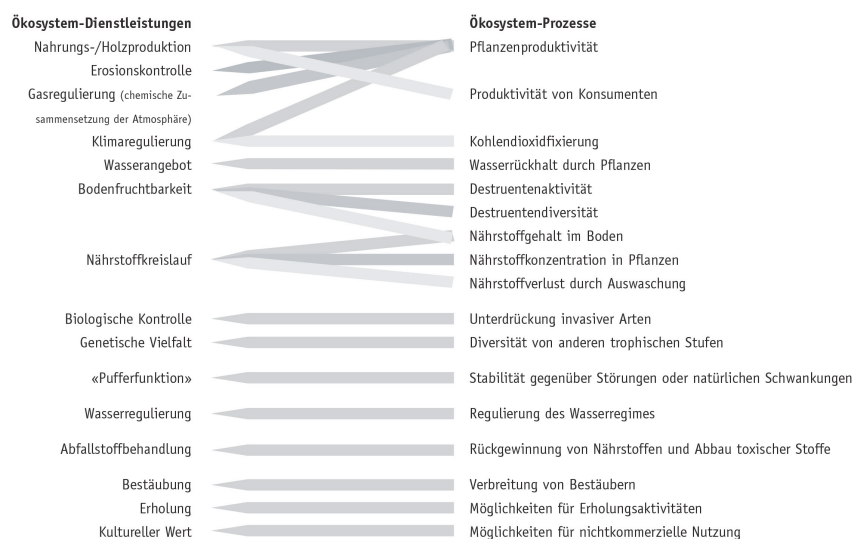 Ökosystem-Dienstleistungen
Ökosystem-Prozesse
Nahrungs-/Holzproduktion
Pflanzenproduktivität
Erosionskontrolle
Gasregulierung (chemische Zu-
Produktivität von Konsumenten
sammensetzung der Atmosphäre)
Klimaregulierung
Kohlendioxidfixierung
Wasserangebot
Wasserrückhalt durch Pflanzen
Bodenfruchtbarkeit
Destruentenaktivität
Destruentendiversität
Nährstoffgehalt im Boden
Nährstoffkreislauf
Nährstoffkonzentration in Pflanzen
Nährstoffverlust durch Auswaschung
Biologische Kontrolle
Unterdrückung invasiver Arten
Genetische Vielfalt
Diversität von anderen trophischen Stufen
«Pufferfunktion»
Stabilität gegenüber Störungen oder natürlichen Schwankungen
Wasserregulierung
Regulierung des Wasserregimes
Abfallstoffbehandlung
Rückgewinnung von Nährstoffen und Abbau toxischer Stoffe
Bestäubung
Verbreitung von Bestäubern
Erholung
Möglichkeiten für Erholungsaktivitäten
Kultureller Wert
Möglichkeiten für nichtkommerzielle Nutzung